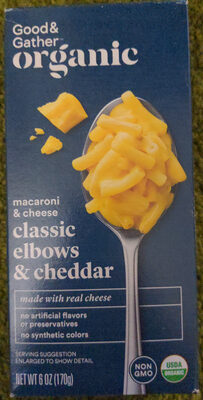 Good&
Gather™
organic
macaroni
& cheese
classic
elbows
& cheddar
made with real cheese
no artificial flavors
or preservatives
no synthetic colors
SERVING SUGGESTION
ENLARGED TO SHOW DETAIL
NET WT 6 OZ (170g)
NON
GMO
USDA
ORGANIC